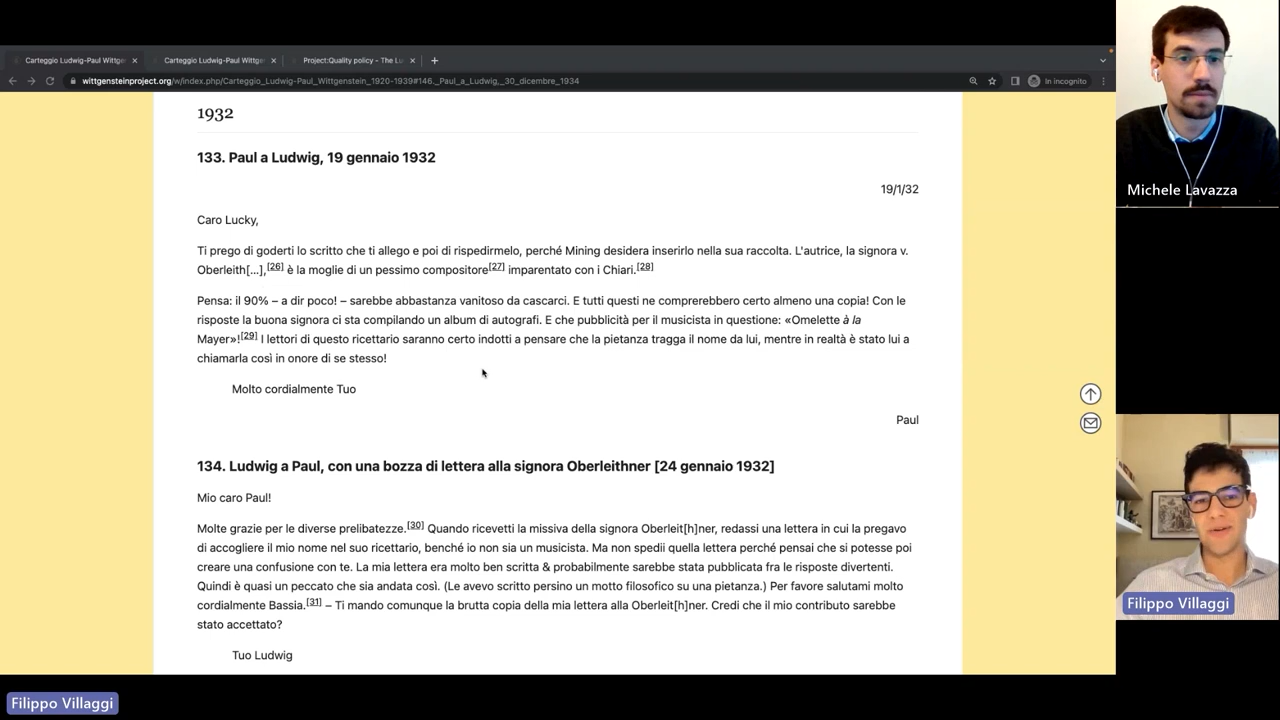 Carteggio Ludwig-Paul Wittge
Carteggio Ludwig-Paul Wittge
Project:Quality policy - The Lu
wittgensteinproject.org/w/index.php/Carteggio_Ludwig-Paul_Wittgenstein_1920-1939#146._Paul_a_Ludwig,_30_dicembre_1934
In incognito
1932
133. Paul a Ludwig, 19 gennaio 1932
19/1/32
Caro Lucky,
Ti prego di goderti lo scritto che ti allego e poi di rispedirmelo, perché Mining desidera inserirlo nella sua raccolta. L'autrice, la signora v.
Oberleith[...],[26] è la moglie di un pessimo compositore[27] imparentato con i Chiari.[28]
Pensa: il 90% – a dir poco! – sarebbe abbastanza vanitoso da cascarci. E tutti questi ne comprerebbero certo almeno una copia! Con le
risposte la buona signora ci sta compilando un album di autografi. E che pubblicità per il musicista in questione: «Omelette à la
Mayer»![29] I lettori di questo ricettario saranno certo indotti a pensare che la pietanza tragga il nome da lui, mentre in realtà è stato lui a
chiamarla così in onore di se stesso!
Molto cordialmente Tuo
Paul
134. Ludwig a Paul, con una bozza di lettera alla signora Oberleithner [24 gennaio 1932]
Mio caro Paul!
Molte grazie per le diverse prelibatezze.[30] Quando ricevetti la missiva della signora Oberleit[h]ner, redassi una lettera in cui la pregavo
di accogliere il mio nome nel suo ricettario, benché io non sia un musicista. Ma non spedii quella lettera perché pensai che si potesse poi
creare una confusione con te. La mia lettera era molto ben scritta & probabilmente sarebbe stata pubblicata fra le risposte divertenti.
Quindi è quasi un peccato che sia andata così. (Le avevo scritto persino un motto filosofico su una pietanza.) Per favore salutami molto
cordialmente Bassia.[31] – Ti mando comunque la brutta copia della mia lettera alla Oberleit[h]ner. Credi che il mio contributo sarebbe
stato accettato?
Tuo Ludwig
Michele Lavazza
Filippo Villaggi
Filippo Villaggi